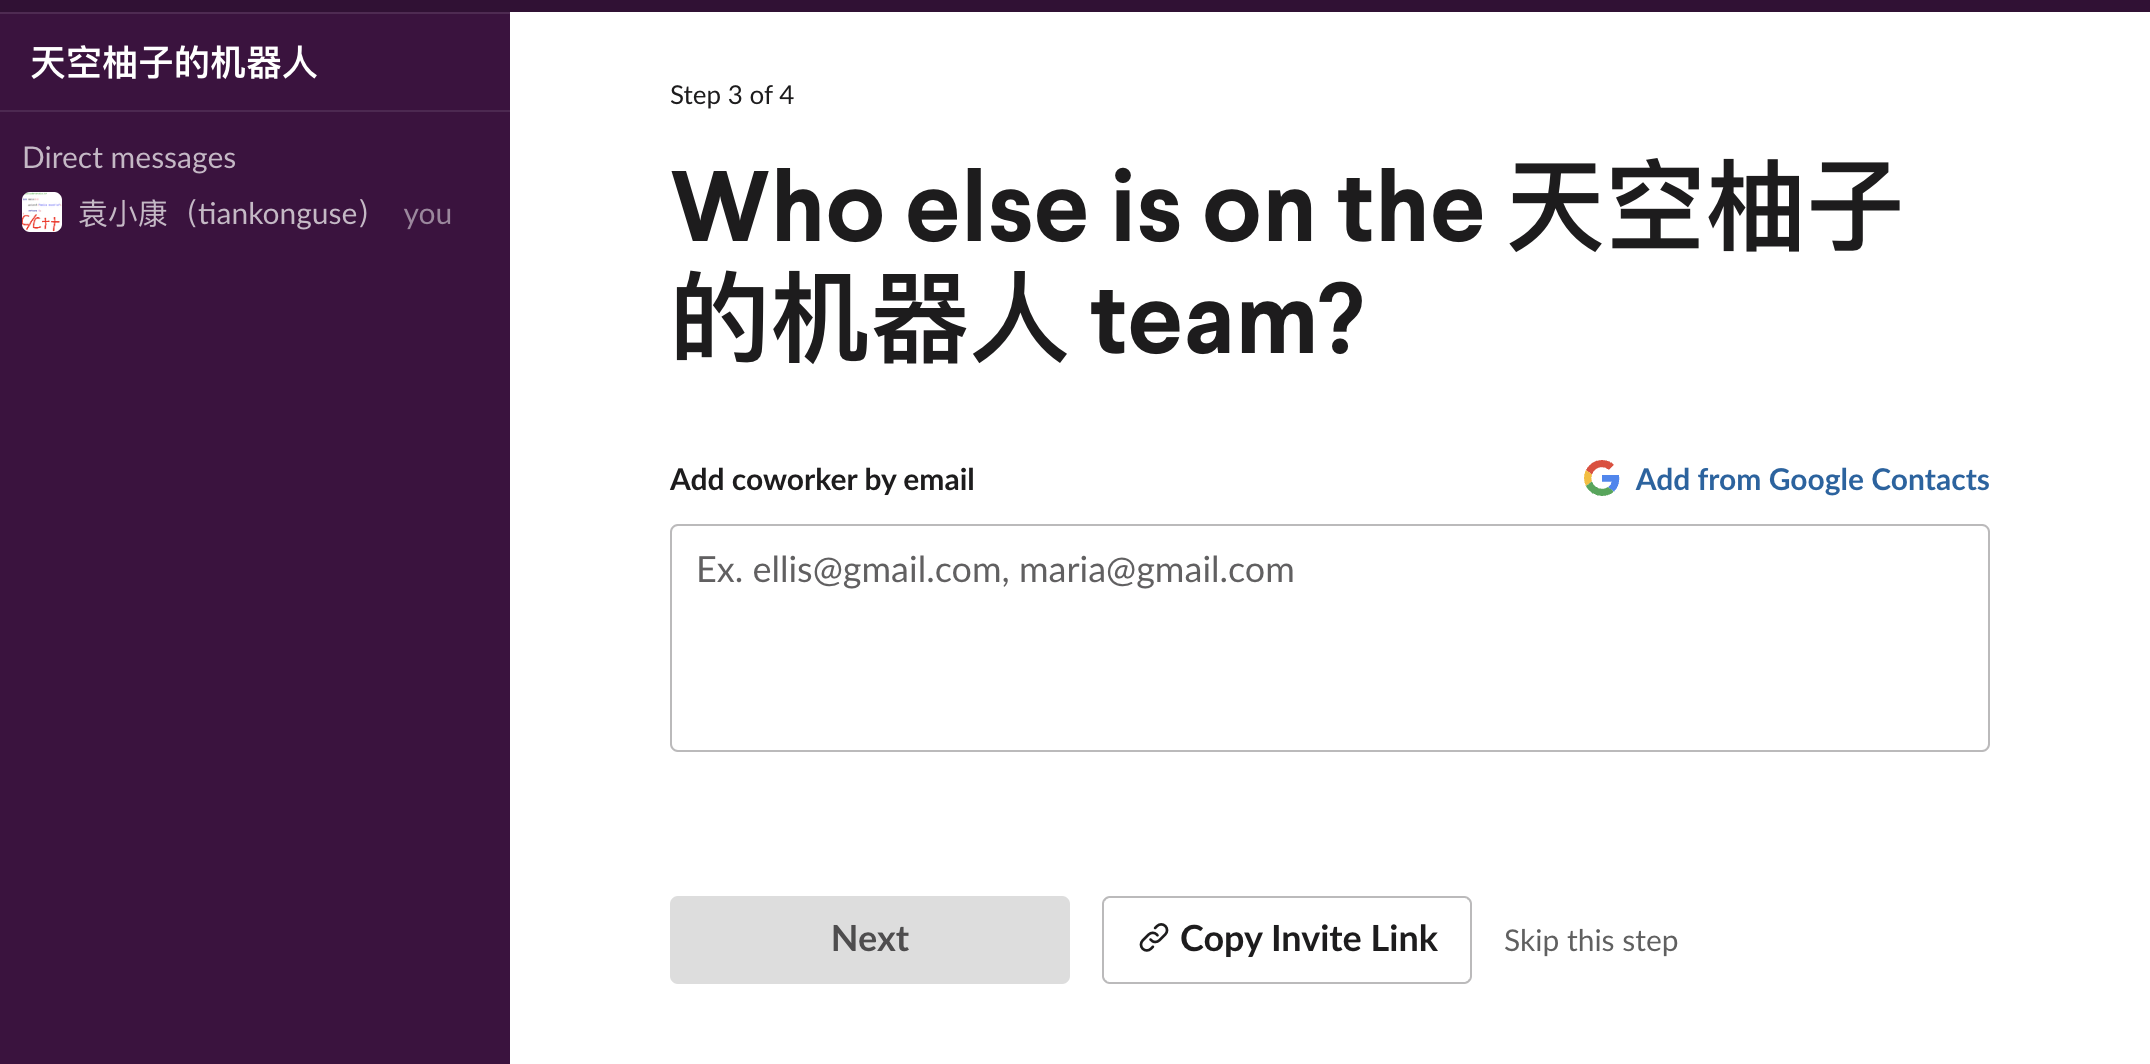 天空柚子的机器人
Direct messages
袁小康（tiankonguse） you
Step 3 of 4
Who else is on the 天空柚子
的机器人 team?
Add coworker by email
Add from Google Contacts
Ex. ellis@gmail.com, maria@gmail.com
Next
Copy Invite Link
Skip this step
C/C++